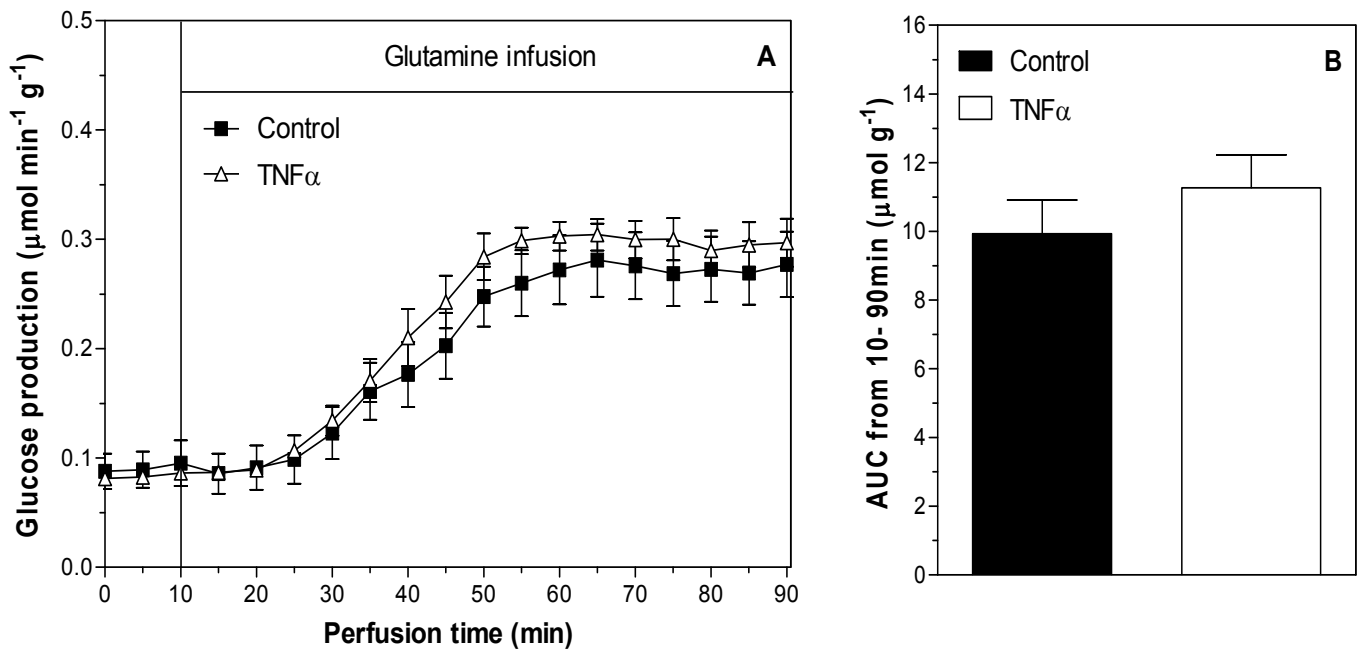 Glucose production (μmol min⁻¹ g⁻¹)
0.5
0.4
0.3
0.2
0.1
0.0
Glutamine infusion
A
Control
TNFα
0 10 20 30 40 50 60 70 80 90
Perfusion time (min)
AUC from 10- 90min (μmol g⁻¹)
16
14
12
10
8
6
4
2
0
Control
B
TNFα